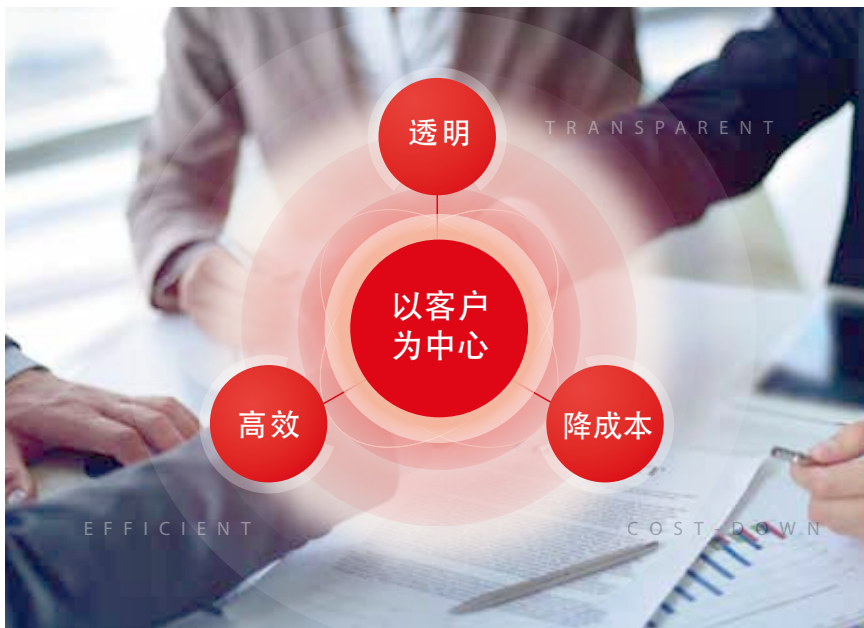 透明
TRANSPARENT
以客户
为中心
高效
降成本
EFFICIENT
COST-DOWN